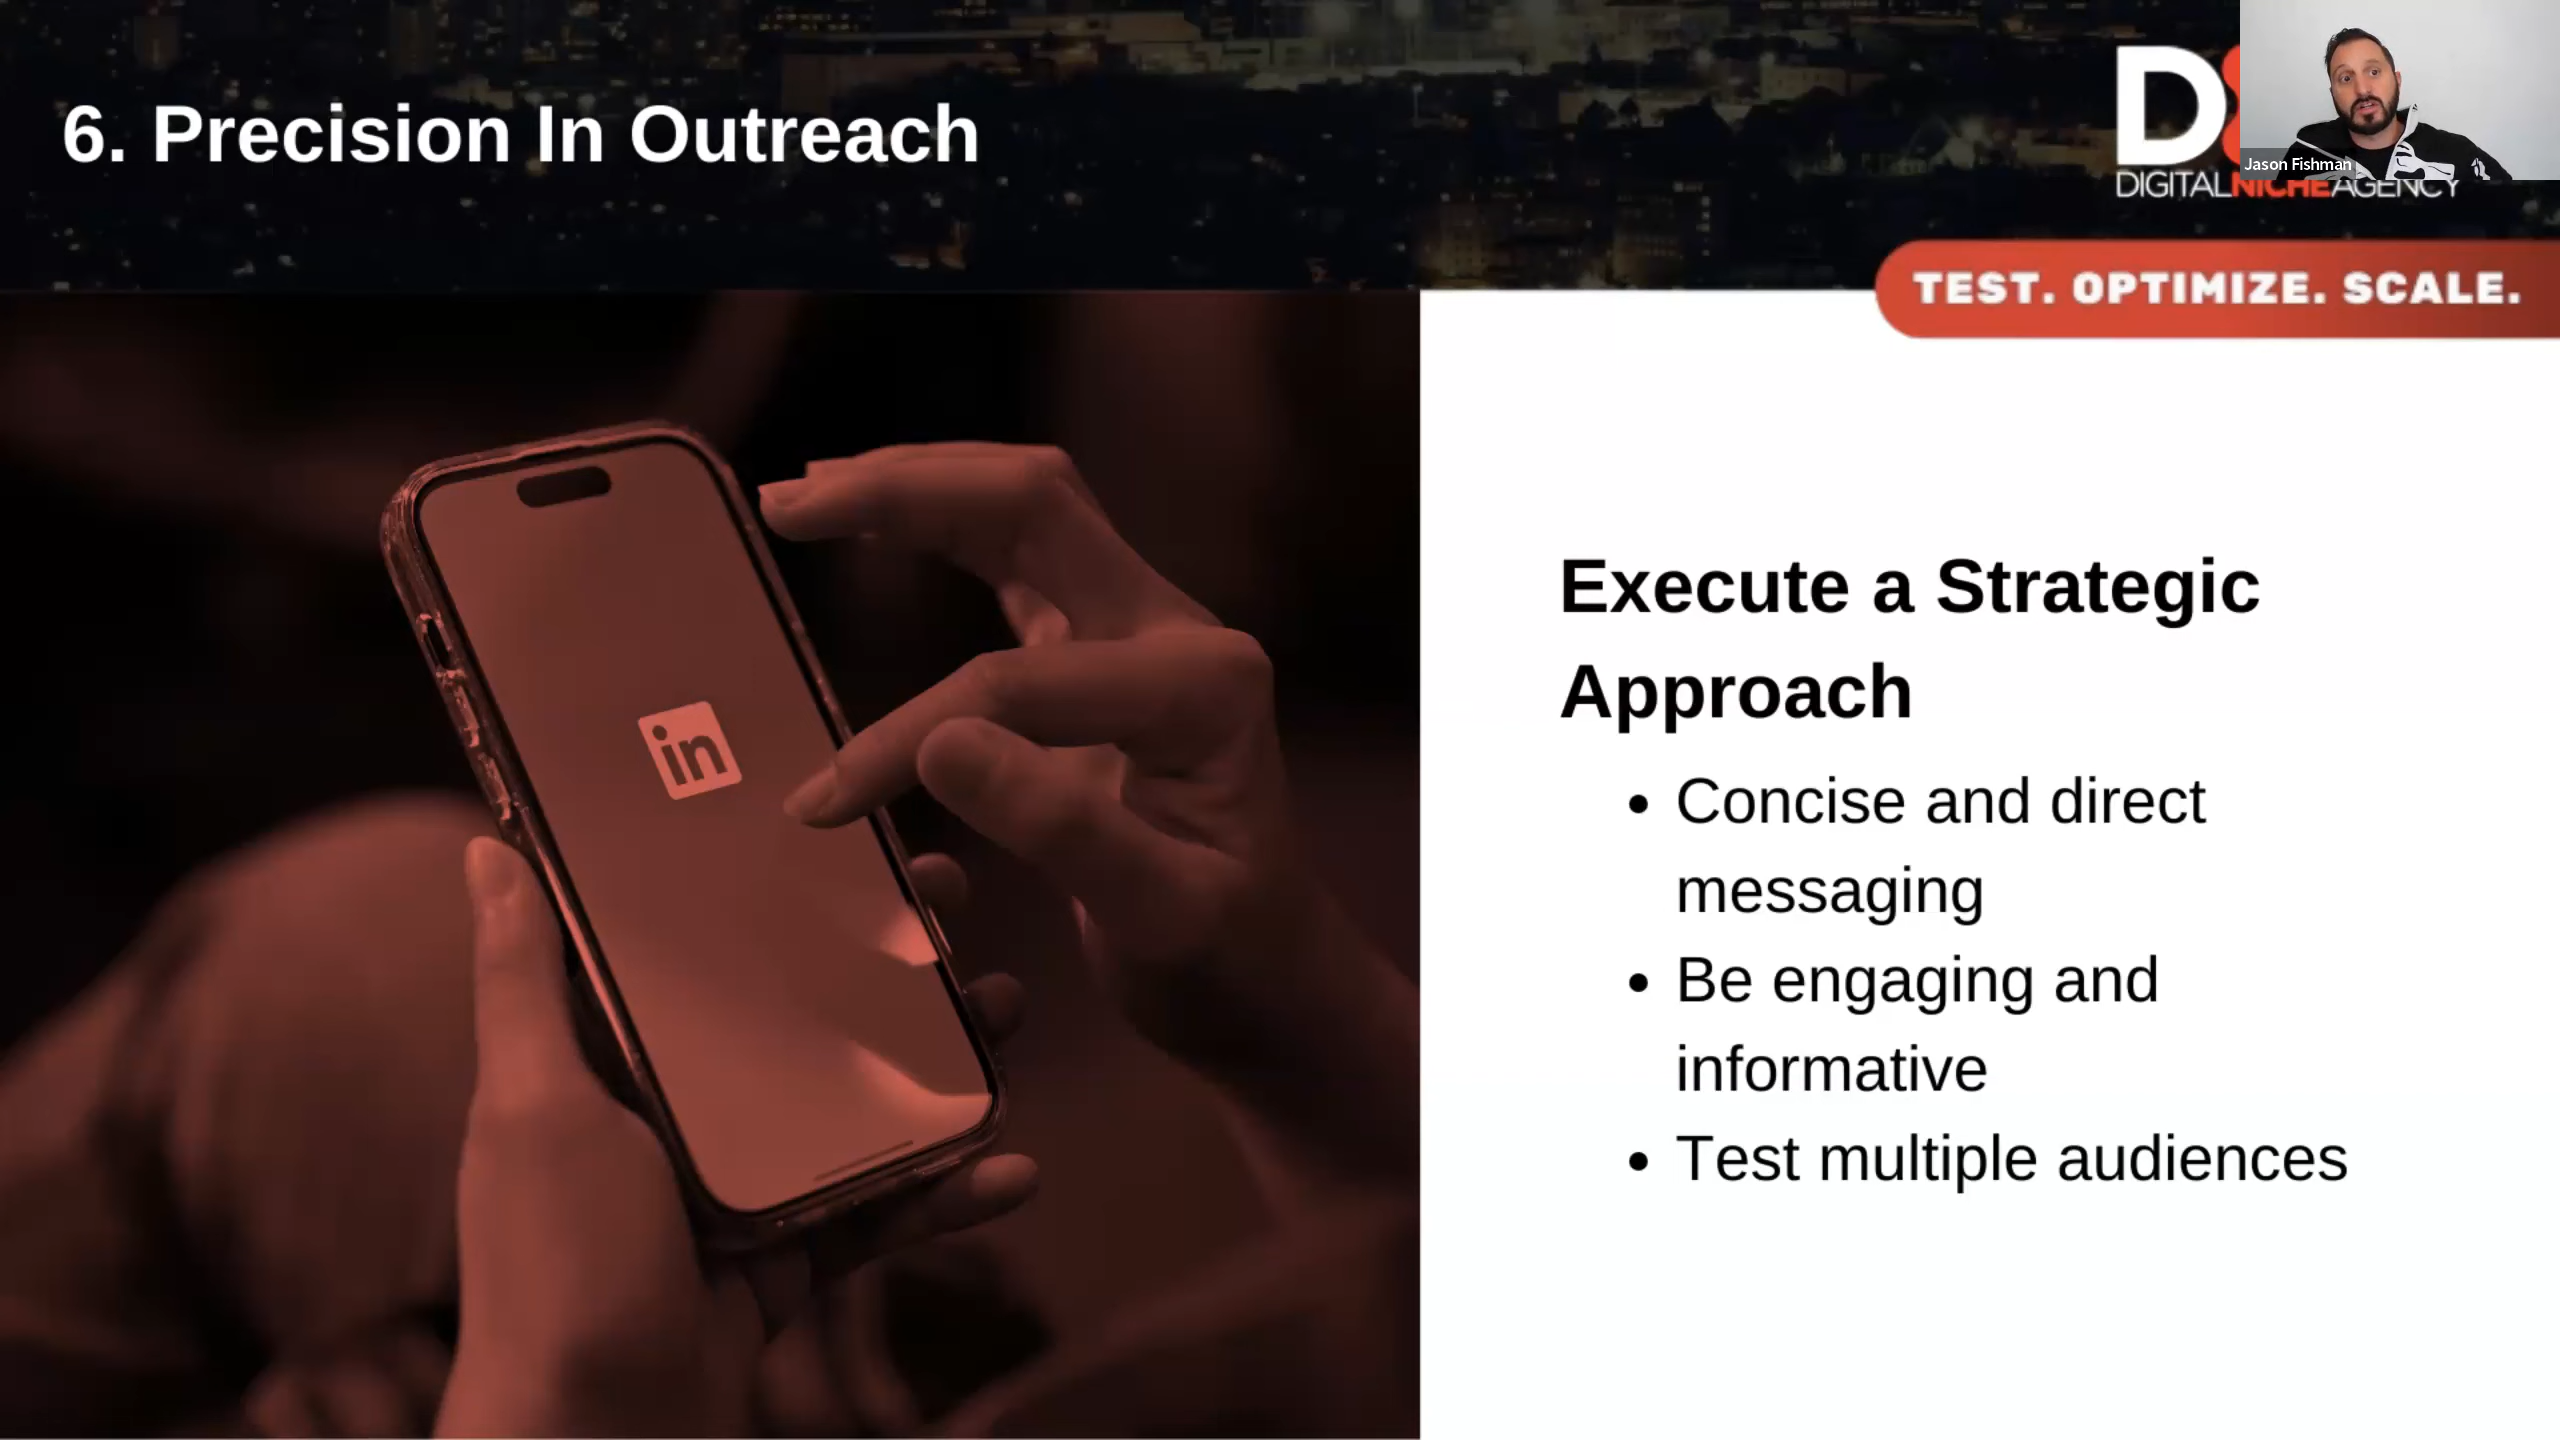 6. Precision In Outreach
D
Jason Fishman
DIGITALNICHEAGENCY
TEST. OPTIMIZE. SCALE.
in
Execute a Strategic
Approach
• Concise and direct
messaging
• Be engaging and
informative
• Test multiple audiences